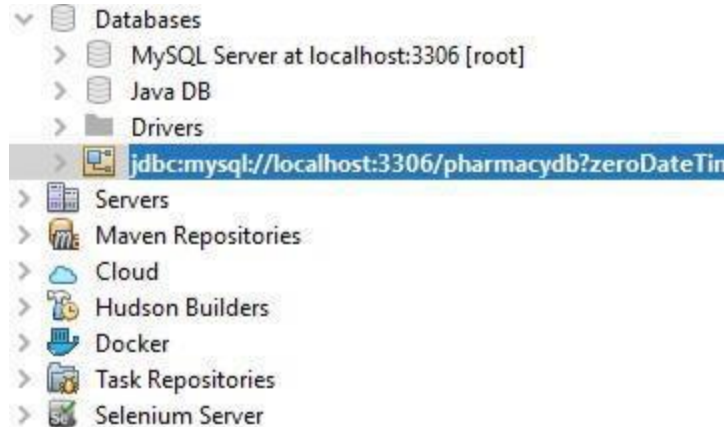 Databases
MySQL Server at localhost:3306 [root]
Java DB
Drivers
jdbc:mysql://localhost:3306/pharmacydb?zeroDateTim
Servers
Maven Repositories
Cloud
Hudson Builders
Docker
Task Repositories
Selenium Server